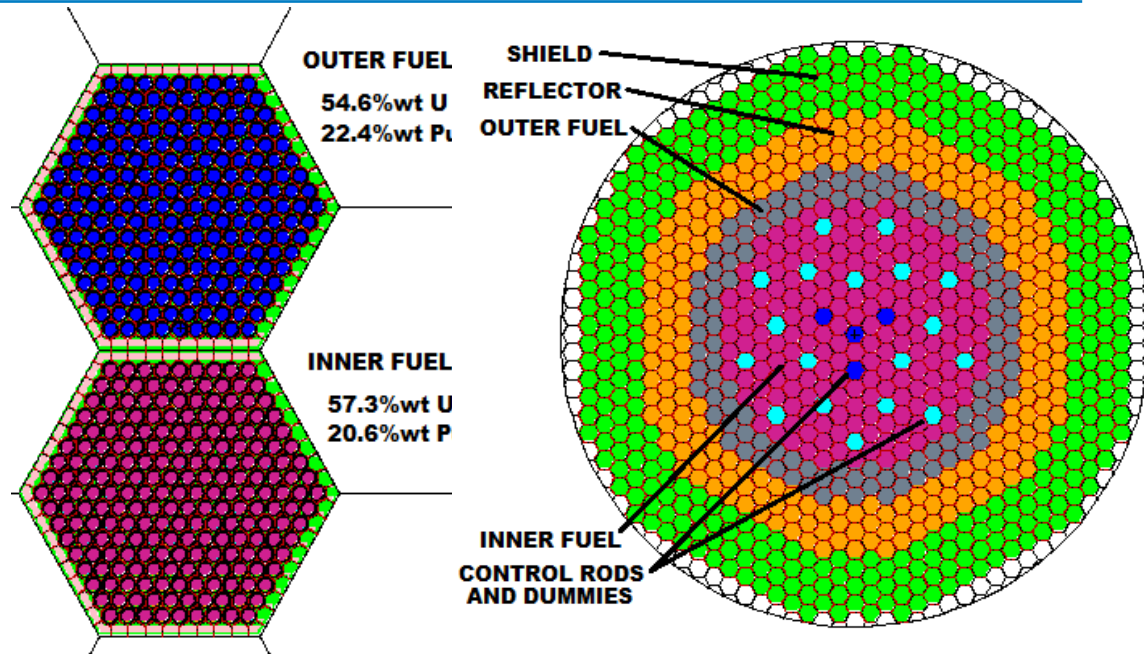 OUTER FUEL
54.6%wt U
22.4%wt Pu
INNER FUEL
57.3%wt U
20.6%wt P
SHIELD
REFLECTOR
OUTER FUEL
INNER FUEL
CONTROL RODS
AND DUMMIES